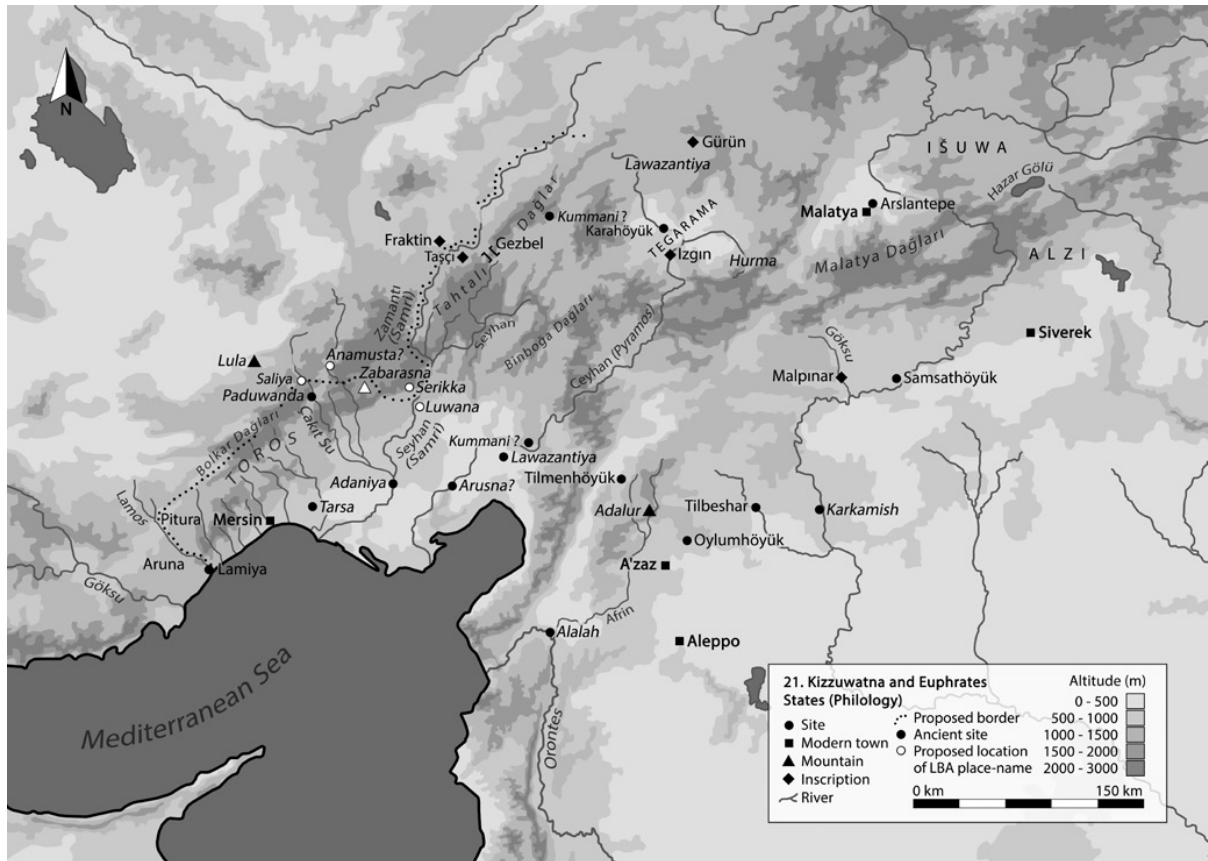 N
Gürün
Lawazantiya
IŠUWA
Hazar Gölü
Malatya
Arslantepe
Kummani ?
Karahöyük
TEGARAMA
Fraktin
Taşçı
Gezbel
Izgın
Hurma
Malatya Dağları
ALZI
Tahtalı Dağlar
Zamantı
(Samri)
Seyhan
Binboga Dağları
Ceyhan (Pyramos)
Siverek
Göksu
Lula
Anamusta?
Zabarasna
Saliya
Paduwanda
Serikka
Luwana
Malpınar
Samsathöyük
Bolkar Dağları
TOROS
Çakıt Su
Seyhan
(Samri)
Kummani ?
Lawazantiya
Tilmenhöyük
Adaniya
Arusna?
Lamos
Pitura
Mersin
Tarsa
Adalur
Tilbeshar
Karkamish
Oylumhöyük
Aruna
Lamiya
A'zaz
Göksu
Afrin
Alalah
Aleppo
Mediterranean Sea
Orontes
21. Kizzuwatna and Euphrates
States (Philology)
Site
Modern town
Mountain
Inscription
River
Proposed border
Ancient site
Proposed location
of LBA place-name
Altitude (m)
0 - 500
500 - 1000
1000 - 1500
1500 - 2000
2000 - 3000
0 km 150 km